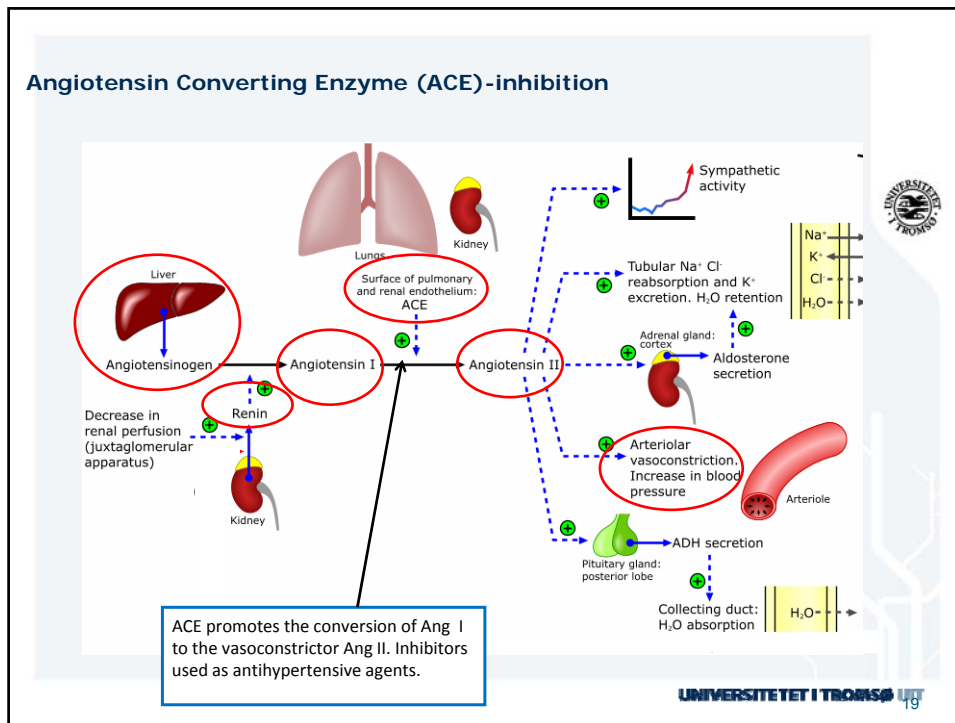 Angiotensin Converting Enzyme (ACE)-inhibition
Sympathetic
activity
UNIVERSITETET
I TROMSØ
Lungs
Kidney
Surface of pulmonary
and renal endothelium:
ACE
Tubular Na⁺ Cl⁻
reabsorption and K⁺
excretion. H₂O retention
Na⁺
K⁺
Cl⁻
H₂O
Liver
Angiotensinogen
Angiotensin I
Angiotensin II
Adrenal gland:
cortex
Aldosterone
secretion
Decrease in
renal perfusion
(juxtaglomerular
apparatus)
Renin
Kidney
Arteriolar
vasoconstriction.
Increase in blood
pressure
Arteriole
Pituitary gland:
posterior lobe
ADH secretion
Collecting duct:
H₂O absorption
H₂O
ACE promotes the conversion of Ang I
to the vasoconstrictor Ang II. Inhibitors
used as antihypertensive agents.
UNIVERSITETET I TROMSØ UIT
19